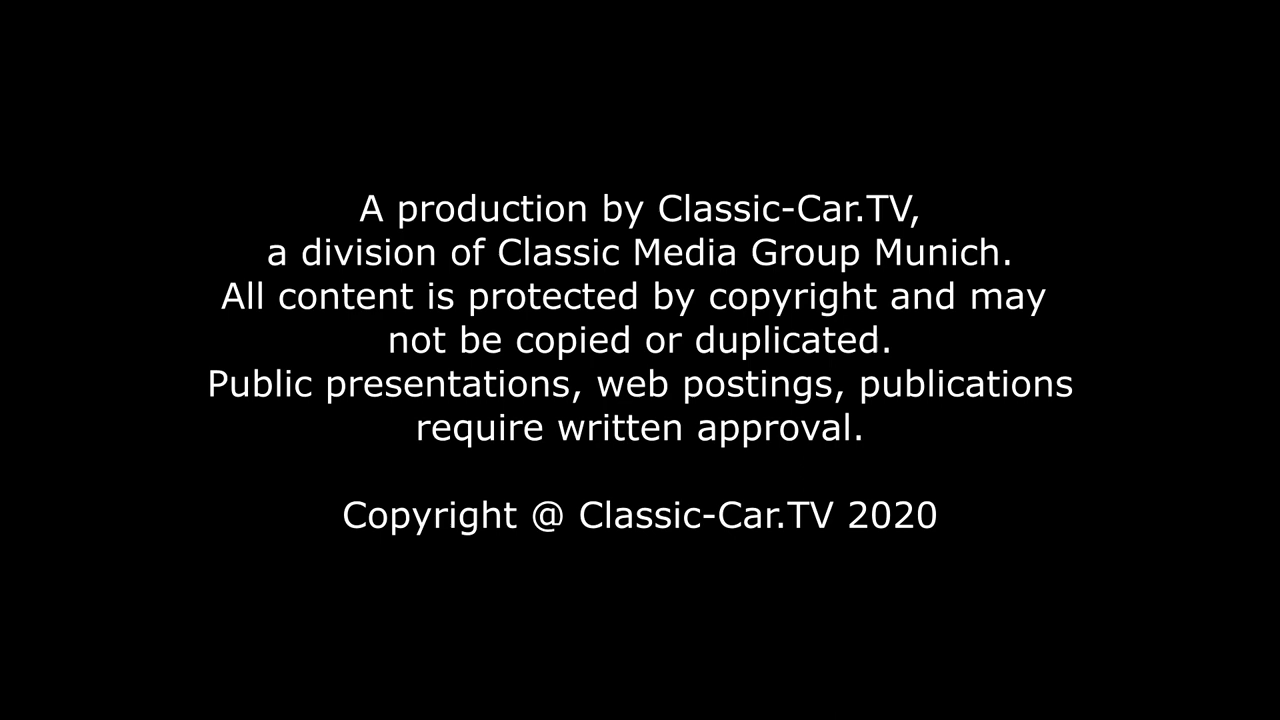 A production by Classic-Car.TV,
a division of Classic Media Group Munich.
All content is protected by copyright and may
not be copied or duplicated.
Public presentations, web postings, publications
require written approval.
Copyright @ Classic-Car.TV 2020